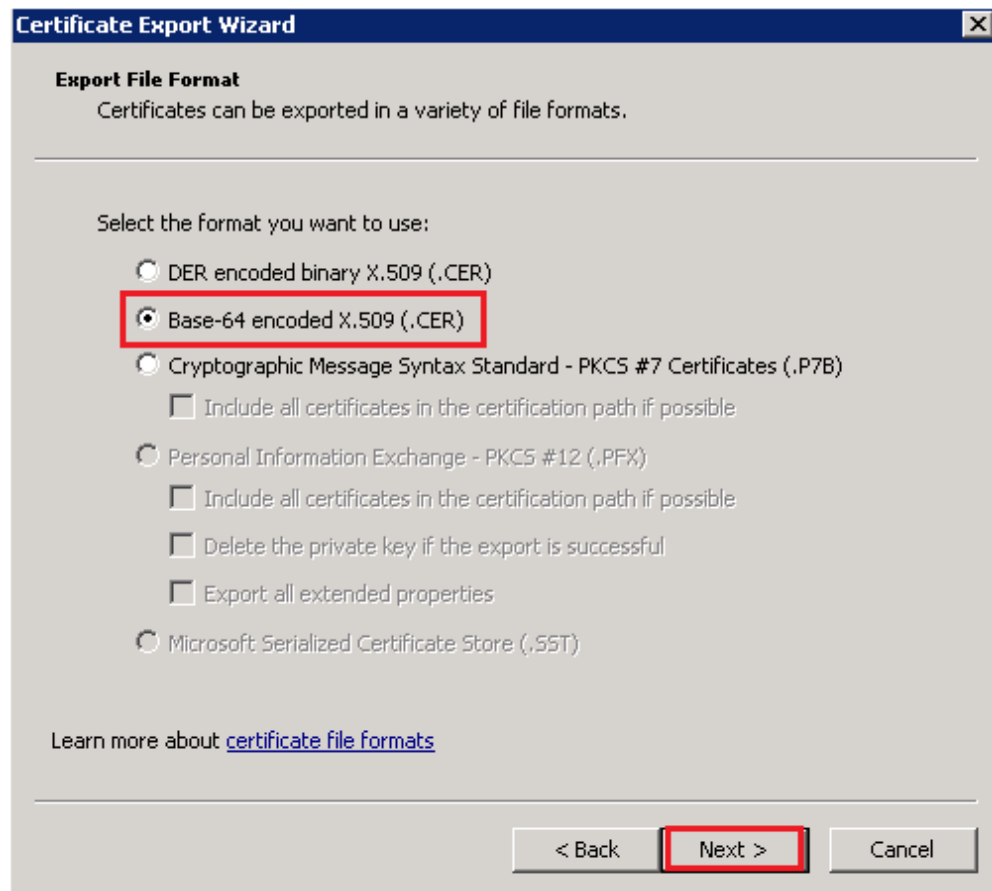 Certificate Export Wizard
Export File Format
Certificates can be exported in a variety of file formats.
Select the format you want to use:
DER encoded binary X.509 (.CER)
Base-64 encoded X.509 (.CER)
Cryptographic Message Syntax Standard - PKCS #7 Certificates (.P7B)
Include all certificates in the certification path if possible
Personal Information Exchange - PKCS #12 (.PFX)
Include all certificates in the certification path if possible
Delete the private key if the export is successful
Export all extended properties
Microsoft Serialized Certificate Store (.SST)
Learn more about certificate file formats
< Back Next > Cancel